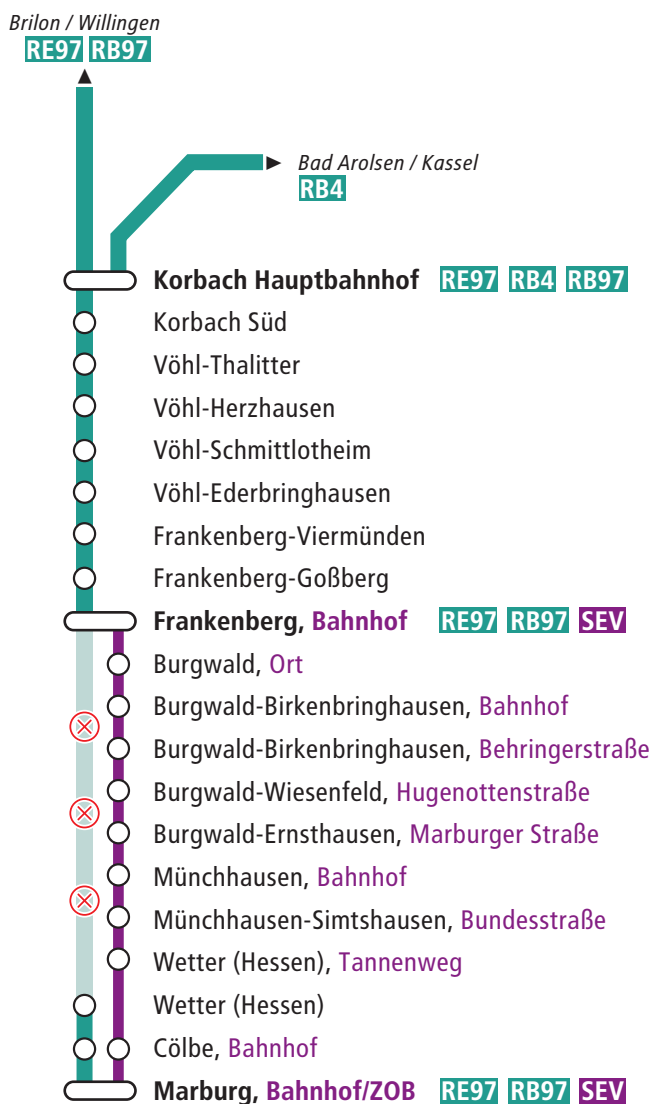 Brilon / Willingen
RE97 RB97
Bad Arolsen / Kassel
RB4
Korbach Hauptbahnhof RE97 RB4 RB97
Korbach Süd
Vöhl-Thalitter
Vöhl-Herzhausen
Vöhl-Schmittlotheim
Vöhl-Ederbringhausen
Frankenberg-Viermünden
Frankenberg-Goßberg
Frankenberg, Bahnhof RE97 RB97 SEV
Burgwald, Ort
Burgwald-Birkenbringhausen, Bahnhof
Burgwald-Birkenbringhausen, Behringerstraße
Burgwald-Wiesenfeld, Hugenottenstraße
Burgwald-Ernsthausen, Marburger Straße
Münchhausen, Bahnhof
Münchhausen-Simtshausen, Bundesstraße
Wetter (Hessen), Tannenweg
Wetter (Hessen)
Cölbe, Bahnhof
Marburg, Bahnhof/ZOB RE97 RB97 SEV